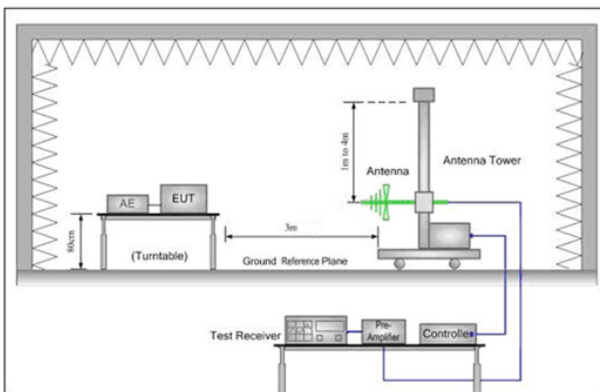 1m to 4m
Antenna
Antenna Tower
AE
EUT
80cm
(Turntable)
3m
Ground Reference Plane
Test Receiver
Pre-
Amplifier
Controller